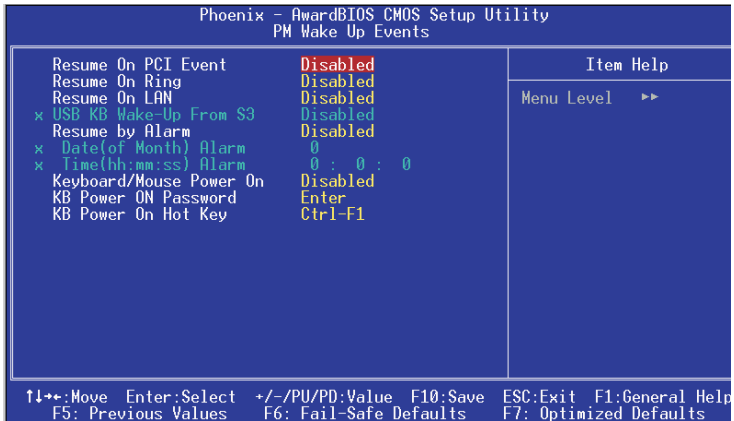 Phoenix - AwardBIOS CMOS Setup Utility
PM Wake Up Events
Resume On PCI Event Disabled
Resume On Ring Disabled
Resume On LAN Disabled
x USB KB Wake-Up From S3 Disabled
Resume by Alarm Disabled
x Date(of Month) Alarm 0
x Time(hh:mm:ss) Alarm 0 : 0 : 0
Keyboard/Mouse Power On Disabled
KB Power ON Password Enter
KB Power On Hot Key Ctrl-F1
Item Help
Menu Level ▸▸
↑↓→←:Move Enter:Select +/-/PU/PD:Value F10:Save ESC:Exit F1:General Help
F5: Previous Values F6: Fail-Safe Defaults F7: Optimized Defaults